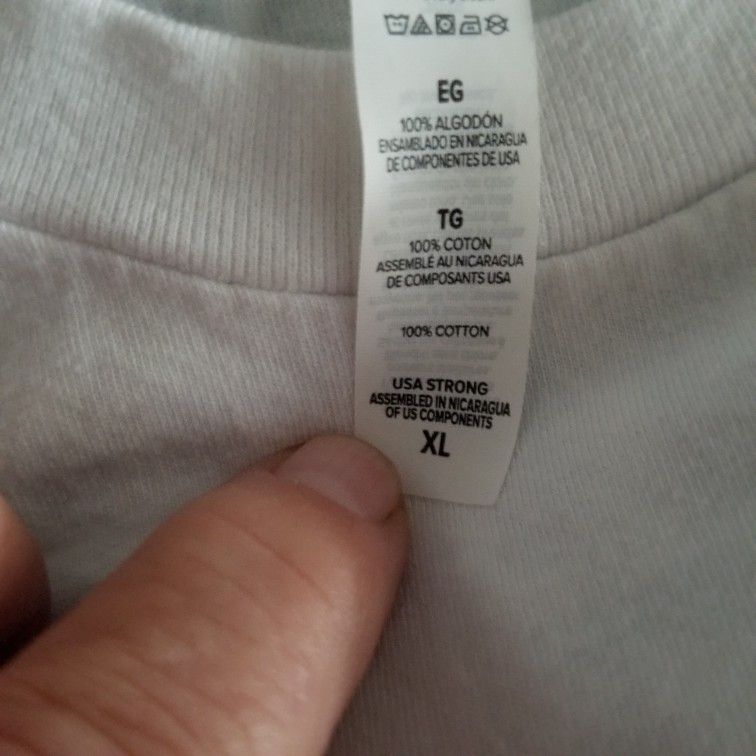 EG
100% ALGODÓN
ENSAMBLADO EN NICARAGUA
DE COMPONENTES DE USA
TG
100% COTON
ASSEMBLÉ AU NICARAGUA
DE COMPOSANTS USA
100% COTTON
USA STRONG
ASSEMBLED IN NICARAGUA
OF US COMPONENTS
XL